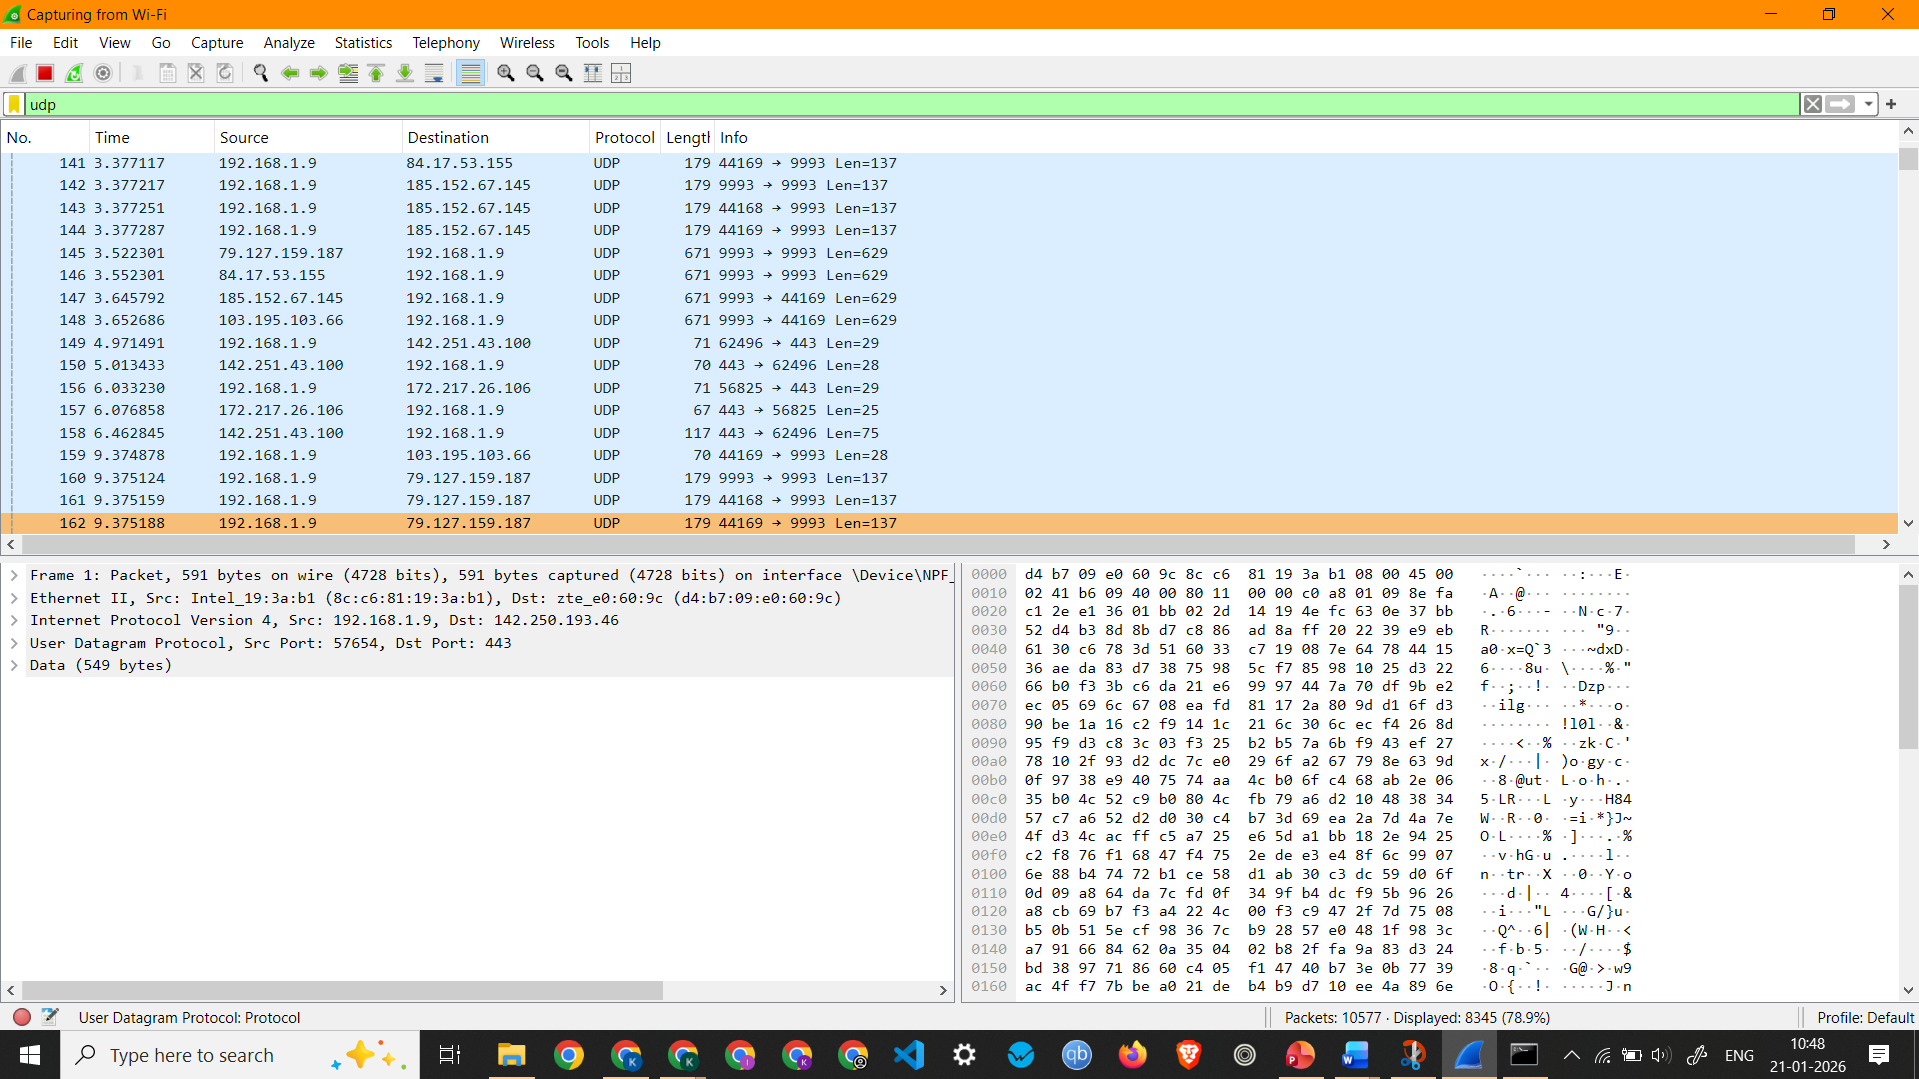 Capturing from Wi-Fi
File Edit View Go Capture Analyze Statistics Telephony Wireless Tools Help
udp
No. Time Source Destination Protocol Length Info
141 3.377117 192.168.1.9 84.17.53.155 UDP 179 44169 → 9993 Len=137
142 3.377217 192.168.1.9 185.152.67.145 UDP 179 9993 → 9993 Len=137
143 3.377251 192.168.1.9 185.152.67.145 UDP 179 44168 → 9993 Len=137
144 3.377287 192.168.1.9 185.152.67.145 UDP 179 44169 → 9993 Len=137
145 3.522301 79.127.159.187 192.168.1.9 UDP 671 9993 → 9993 Len=629
146 3.552301 84.17.53.155 192.168.1.9 UDP 671 9993 → 9993 Len=629
147 3.645792 185.152.67.145 192.168.1.9 UDP 671 9993 → 44169 Len=629
148 3.652686 103.195.103.66 192.168.1.9 UDP 671 9993 → 44169 Len=629
149 4.971491 192.168.1.9 142.251.43.100 UDP 71 62496 → 443 Len=29
150 5.013433 142.251.43.100 192.168.1.9 UDP 70 443 → 62496 Len=28
156 6.033230 192.168.1.9 172.217.26.106 UDP 71 56825 → 443 Len=29
157 6.076858 172.217.26.106 192.168.1.9 UDP 67 443 → 56825 Len=25
158 6.462845 142.251.43.100 192.168.1.9 UDP 117 443 → 62496 Len=75
159 9.374878 192.168.1.9 103.195.103.66 UDP 70 44169 → 9993 Len=28
160 9.375124 192.168.1.9 79.127.159.187 UDP 179 9993 → 9993 Len=137
161 9.375159 192.168.1.9 79.127.159.187 UDP 179 44168 → 9993 Len=137
162 9.375188 192.168.1.9 79.127.159.187 UDP 179 44169 → 9993 Len=137
Frame 1: Packet, 591 bytes on wire (4728 bits), 591 bytes captured (4728 bits) on interface \Device\NPF_
Ethernet II, Src: Intel_19:3a:b1 (8c:c6:81:19:3a:b1), Dst: zte_e0:60:9c (d4:b7:09:e0:60:9c)
Internet Protocol Version 4, Src: 192.168.1.9, Dst: 142.250.193.46
User Datagram Protocol, Src Port: 57654, Dst Port: 443
Data (549 bytes)
0000 d4 b7 09 e0 60 9c 8c c6 81 19 3a b1 08 00 45 00 ····`··· ··:···E·
0010 02 41 b6 09 40 00 80 11 00 00 c0 a8 01 09 8e fa ·A··@··· ········
0020 c1 2e e1 36 01 bb 02 2d 14 19 4e fc 63 0e 37 bb ·.·6···- ··N·c·7·
0030 52 d4 b3 8d 8b d7 c8 86 ad 8a ff 20 22 39 e9 eb R······· ··· "9··
0040 61 30 c6 78 3d 51 60 33 c7 19 08 7e 64 78 44 15 a0·x=Q`3 ···~dxD·
0050 36 ae da 83 d7 38 75 98 5c f7 85 98 10 25 d3 22 6····8u· \····%·"
0060 66 b0 f3 3b c6 da 21 e6 99 97 44 7a 70 df 9b e2 f··;··!· ··Dzp···
0070 ec 05 69 6c 67 08 ea fd 81 17 2a 80 9d d1 6f d3 ··ilg··· ··*···o·
0080 90 be 1a 16 c2 f9 14 1c 21 6c 30 6c ec f4 26 8d ········ !l0l··&·
0090 95 f9 d3 c8 3c 03 f3 25 b2 b5 7a 6b f9 43 ef 27 ····<··% ··zk·C·'
00a0 78 10 2f 93 d2 dc 7c e0 29 6f a2 67 79 8e 63 9d x·/···|· )o·gy·c·
00b0 0f 97 38 e9 40 75 74 aa 4c b0 6f c4 68 ab 2e 06 ··8·@ut· L·o·h·.·
00c0 35 b0 4c 52 c9 b0 80 4c fb 79 a6 d2 10 48 38 34 5·LR···L ·y···H84
00d0 57 c7 a6 52 d2 d0 30 c4 b7 3d 69 ea 2a 7d 4a 7e W··R··0· ·=i·*}J~
00e0 4f d3 4c ac ff c5 a7 25 e6 5d a1 bb 18 2e 94 25 O·L····% ·]···.·%
00f0 c2 f8 76 f1 68 47 f4 75 2e de e3 e4 8f 6c 99 07 ··v·hG·u .····l··
0100 6e 88 b4 74 72 b1 ce 58 d1 ab 30 c3 dc 59 d0 6f n··tr··X ··0··Y·o
0110 0d 09 a8 64 da 7c fd 0f 34 9f b4 dc f9 5b 96 26 ···d·|·· 4····[·&
0120 a8 cb 69 b7 f3 a4 22 4c 00 f3 c9 47 2f 7d 75 08 ··i···"L ···G/}u·
0130 b5 0b 51 5e cf 98 36 7c b9 28 57 e0 48 1f 98 3c ··Q^··6| ·(W·H··<
0140 a7 91 66 84 62 0a 35 04 02 b8 2f fa 9a 83 d3 24 ··f·b·5· ··/····$
0150 bd 38 97 71 86 60 c4 05 f1 47 40 b7 3e 0b 77 39 ·8·q·`·· ·G@·>·w9
0160 ac 4f f7 7b be a0 21 de b4 b9 d7 10 ee 4a 89 6e ·O·{··!· ·····J·n
User Datagram Protocol: Protocol Packets: 10577 · Displayed: 8345 (78.9%) Profile: Default
Type here to search
ENG
10:48
21-01-2026